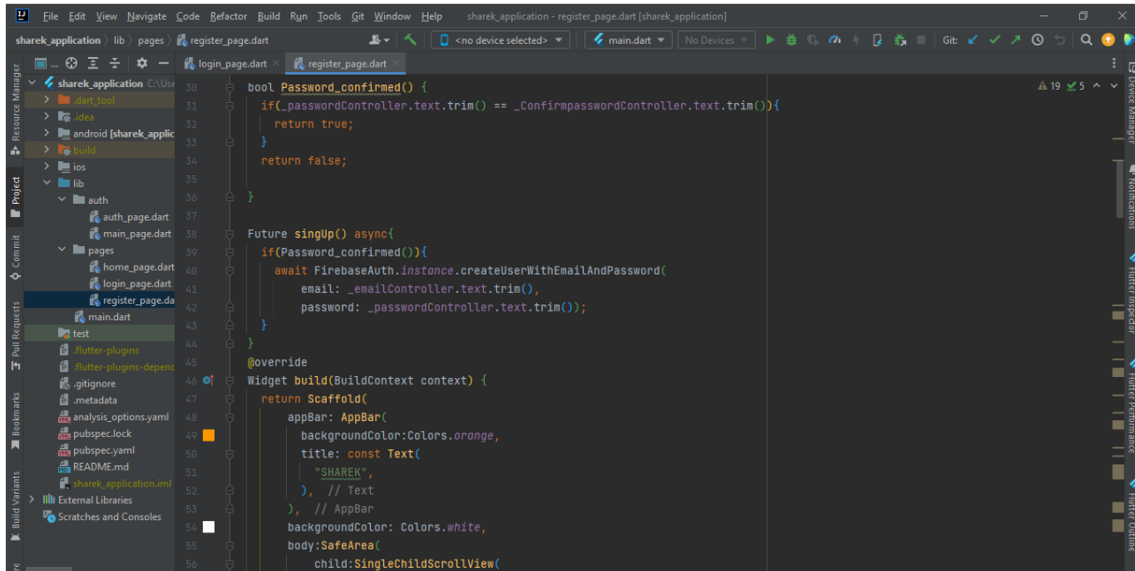 File Edit View Navigate Code Refactor Build Run Tools Git Window Help sharek_application - register_page.dart [sharek_application]
sharek_application lib pages register_page.dart <no device selected> main.dart No Devices Git:
login_page.dart register_page.dart
Resource Manager
Project
Commit
Pull Requests
Bookmarks
Build Variants
sharek_application C:\Use
.dart_tool
.idea
android [sharek_applic
build
ios
lib
auth
auth_page.dart
main_page.dart
pages
home_page.dart
login_page.dart
register_page.da
main.dart
test
.flutter-plugins
.flutter-plugins-depend
.gitignore
.metadata
analysis_options.yaml
pubspec.lock
pubspec.yaml
README.md
sharek_application.iml
External Libraries
Scratches and Consoles
19 5
30 bool Password_confirmed() {
31 if(_passwordController.text.trim() == _ConfirmpasswordController.text.trim()){
32 return true;
33 }
34 return false;
35
36 }
37
38 Future singUp() async{
39 if(Password_confirmed()){
40 await FirebaseAuth.instance.createUserWithEmailAndPassword(
41 email: _emailController.text.trim(),
42 password: _passwordController.text.trim());
43 }
44 }
45 @override
46 Widget build(BuildContext context) {
47 return Scaffold(
48 appBar: AppBar(
49 backgroundColor:Colors.orange,
50 title: const Text(
51 "SHAREK",
52 ), // Text
53 ), // AppBar
54 backgroundColor: Colors.white,
55 body:SafeArea(
56 child:SingleChildScrollView(
Device Manager
Notifications
Flutter Inspector
Flutter Performance
Flutter Outline